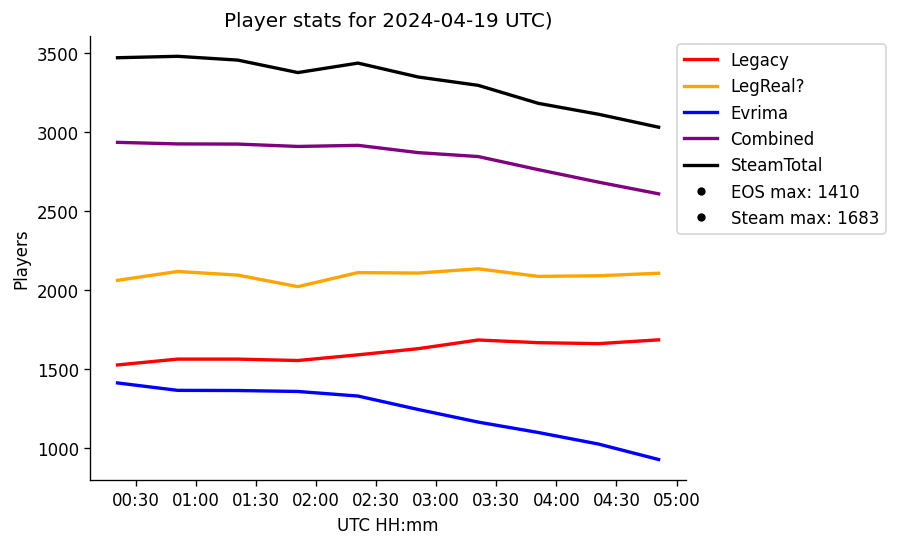 Player stats for 2024-04-19 UTC)
3500
3000
2500
2000
1500
1000
Players
00:30 01:00 01:30 02:00 02:30 03:00 03:30 04:00 04:30 05:00
UTC HH:mm
Legacy
LegReal?
Evrima
Combined
SteamTotal
EOS max: 1410
Steam max: 1683